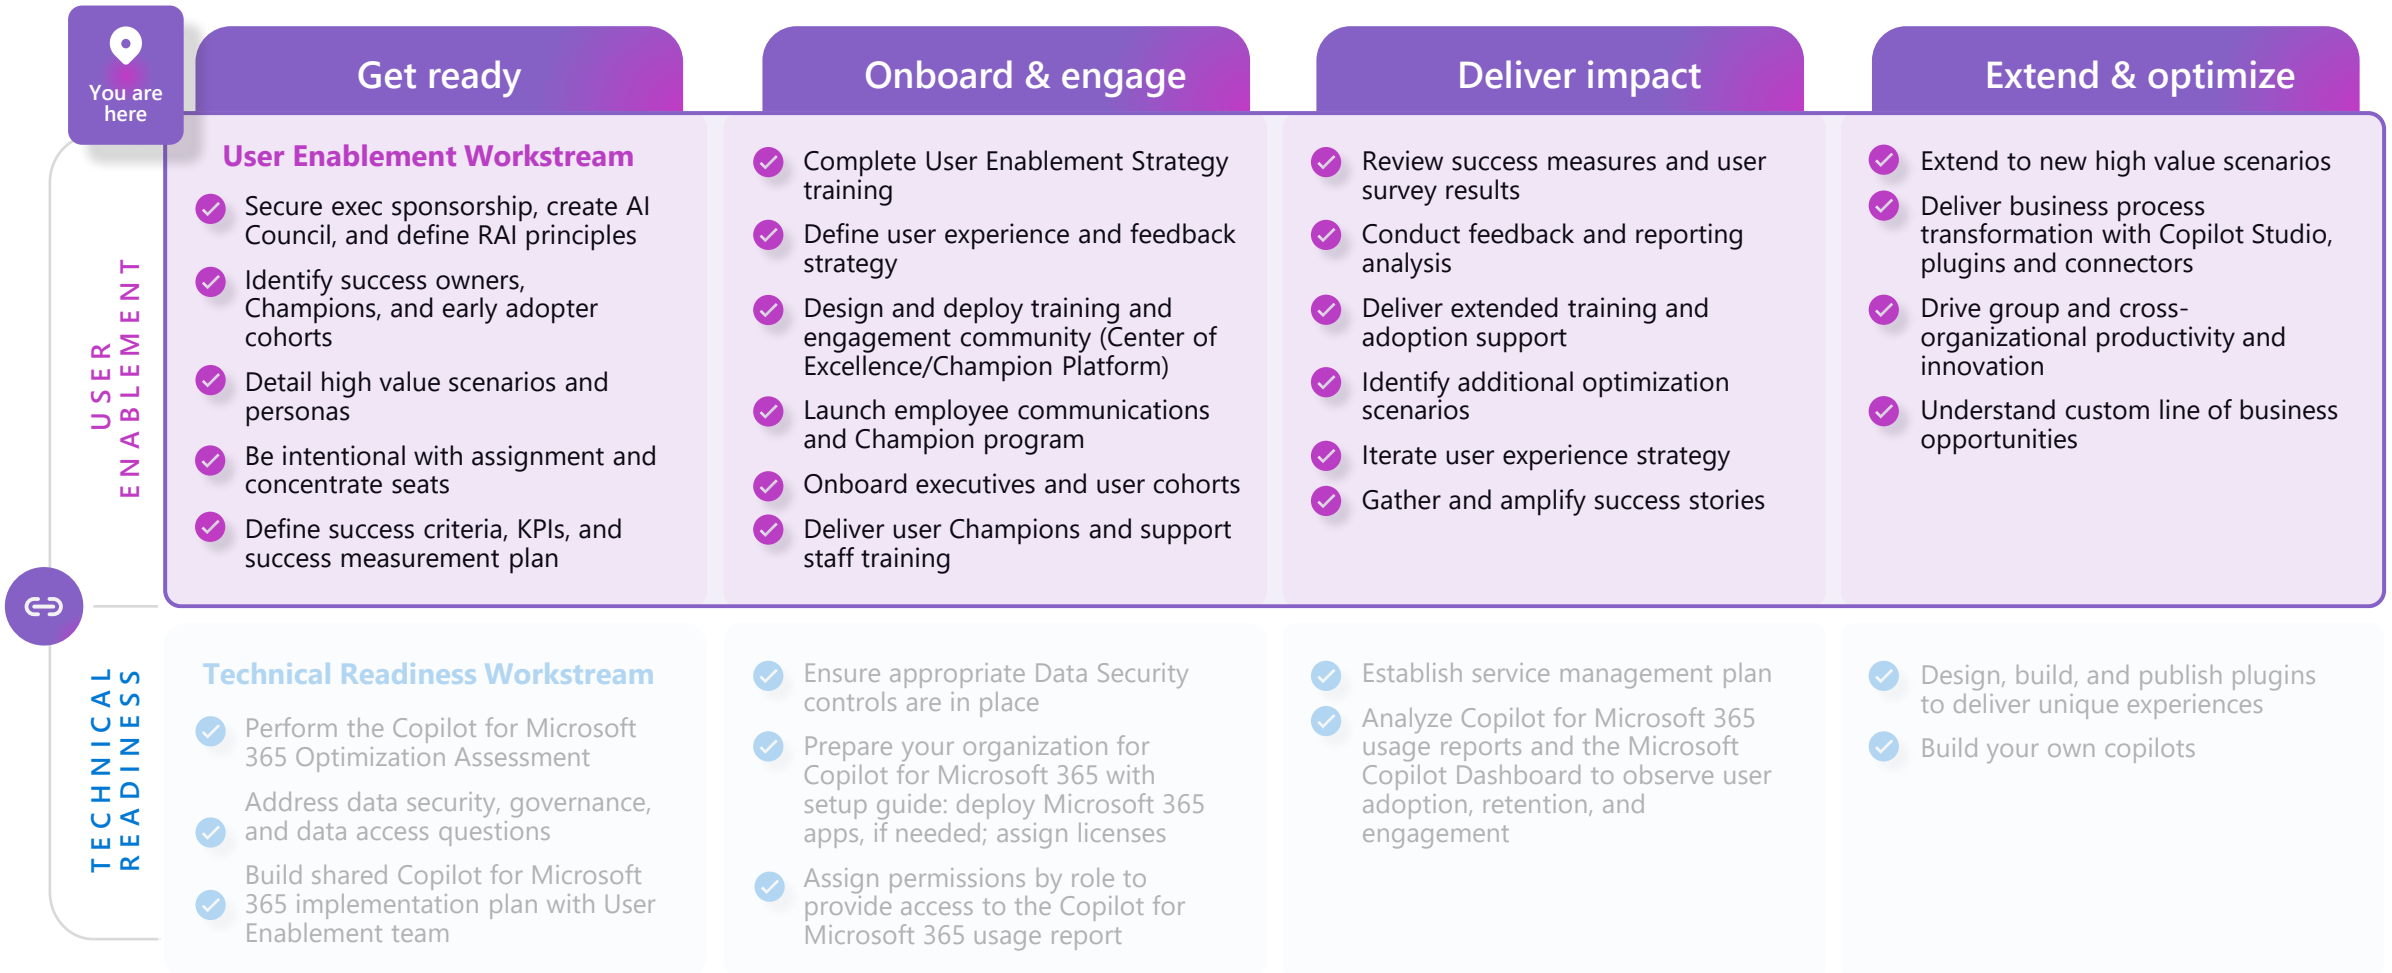 You are
here
Get ready
Onboard & engage
Deliver impact
Extend & optimize
USER
ENABLEMENT
User Enablement Workstream
Secure exec sponsorship, create AI
Council, and define RAI principles
Identify success owners,
Champions, and early adopter
cohorts
Detail high value scenarios and
personas
Be intentional with assignment and
concentrate seats
Define success criteria, KPIs, and
success measurement plan
Complete User Enablement Strategy
training
Define user experience and feedback
strategy
Design and deploy training and
engagement community (Center of
Excellence/Champion Platform)
Launch employee communications
and Champion program
Onboard executives and user cohorts
Deliver user Champions and support
staff training
Review success measures and user
survey results
Conduct feedback and reporting
analysis
Deliver extended training and
adoption support
Identify additional optimization
scenarios
Iterate user experience strategy
Gather and amplify success stories
Extend to new high value scenarios
Deliver business process
transformation with Copilot Studio,
plugins and connectors
Drive group and cross-
organizational productivity and
innovation
Understand custom line of business
opportunities
TECHNICAL
READINESS
Technical Readiness Workstream
Perform the Copilot for Microsoft
365 Optimization Assessment
Address data security, governance,
and data access questions
Build shared Copilot for Microsoft
365 implementation plan with User
Enablement team
Ensure appropriate Data Security
controls are in place
Prepare your organization for
Copilot for Microsoft 365 with
setup guide: deploy Microsoft 365
apps, if needed; assign licenses
Assign permissions by role to
provide access to the Copilot for
Microsoft 365 usage report
Establish service management plan
Analyze Copilot for Microsoft 365
usage reports and the Microsoft
Copilot Dashboard to observe user
adoption, retention, and
engagement
Design, build, and publish plugins
to deliver unique experiences
Build your own copilots